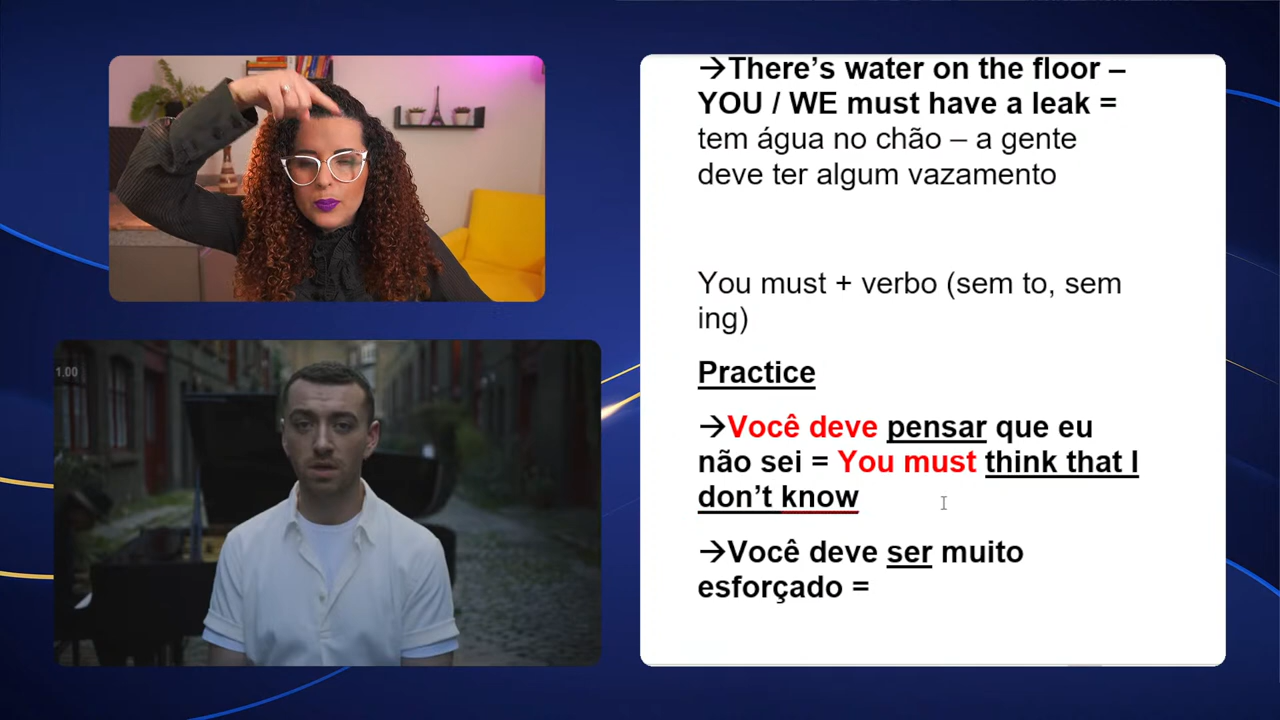 1.00
→There’s water on the floor –
YOU / WE must have a leak =
tem água no chão – a gente
deve ter algum vazamento
You must + verbo (sem to, sem
ing)
Practice
→Você deve pensar que eu
não sei = You must think that I
don’t know
→Você deve ser muito
esforçado =